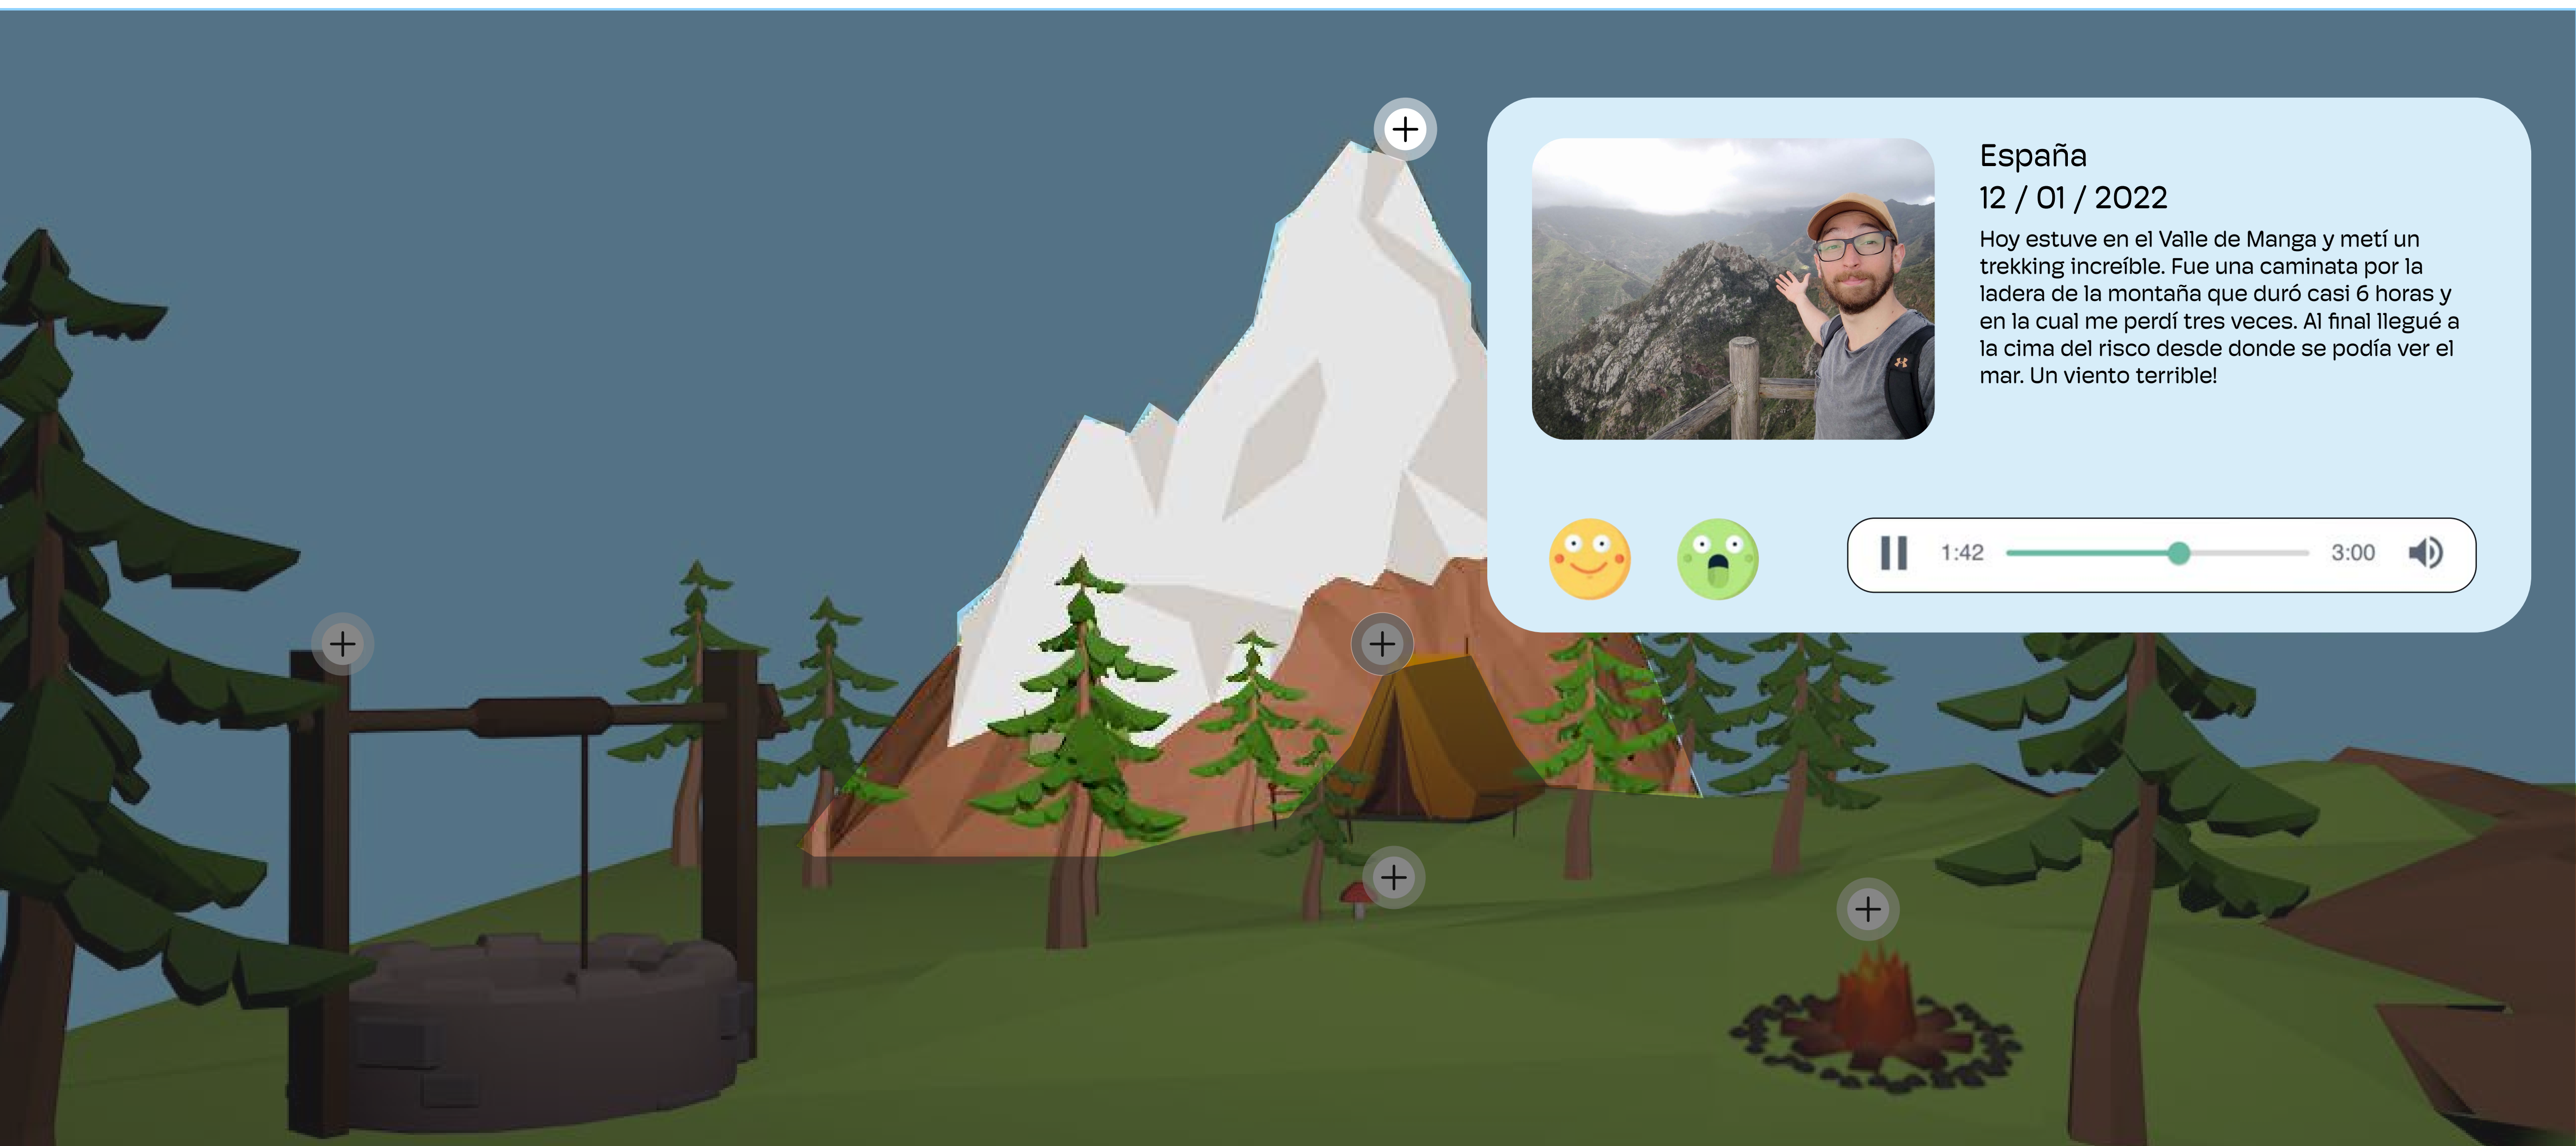 España
12 / 01 / 2022
Hoy estuve en el Valle de Manga y metí un
trekking increíble. Fue una caminata por la
ladera de la montaña que duró casi 6 horas y
en la cual me perdí tres veces. Al final llegué a
la cima del risco desde donde se podía ver el
mar. Un viento terrible!
1:42
3:00